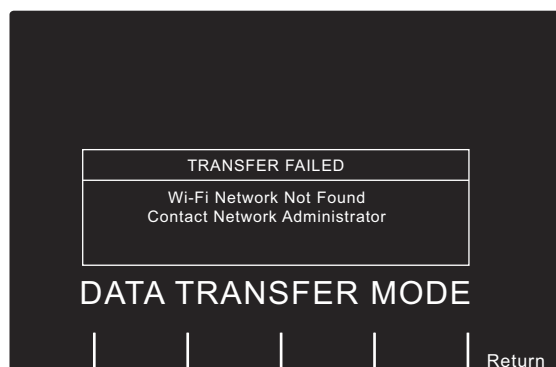 TRANSFER FAILED
Wi-Fi Network Not Found
Contact Network Administrator
DATA TRANSFER MODE
Return